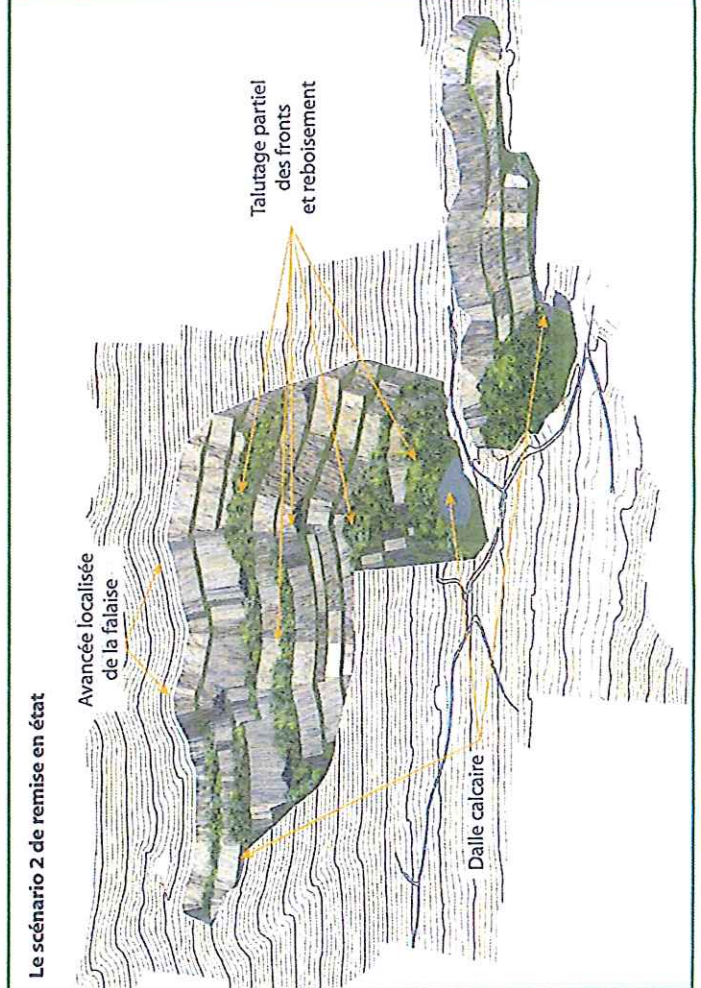 Le scénario 2 de remise en état
Avancée localisée
de la falaise
Talutage partiel
des fronts
et reboisement
Dalle calcaire